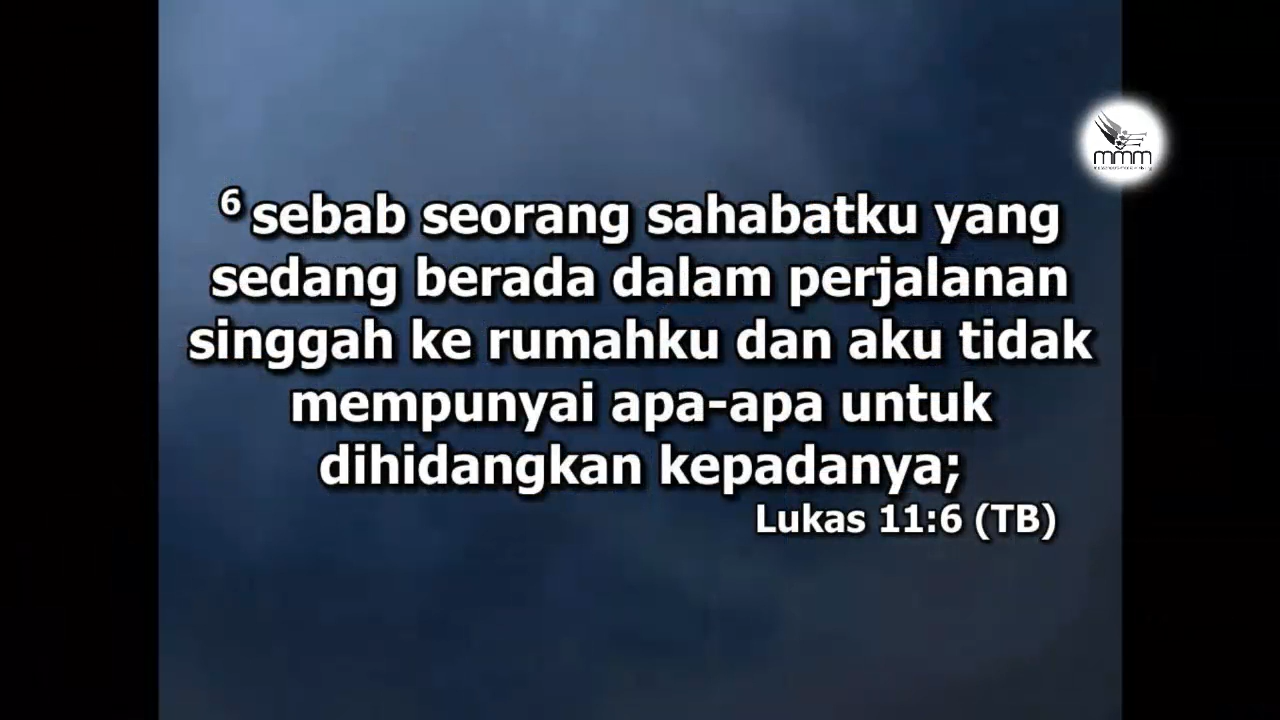 6 sebab seorang sahabatku yang
sedang berada dalam perjalanan
singgah ke rumahku dan aku tidak
mempunyai apa-apa untuk
dihidangkan kepadanya;
Lukas 11:6 (TB)
mmm